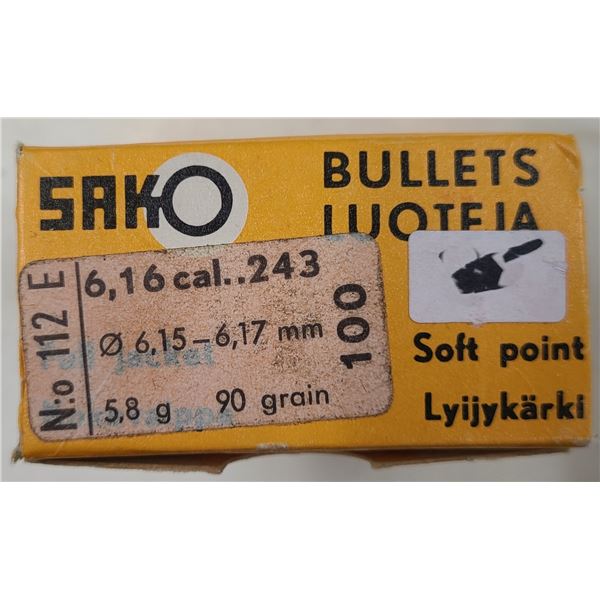 SAKO
BULLETS
LUOTEJA
6,16 cal..243
Ø 6,15-6,17 mm
5,8 g 90 grain
N:o 112 E
100
Soft point
Lyijykärki